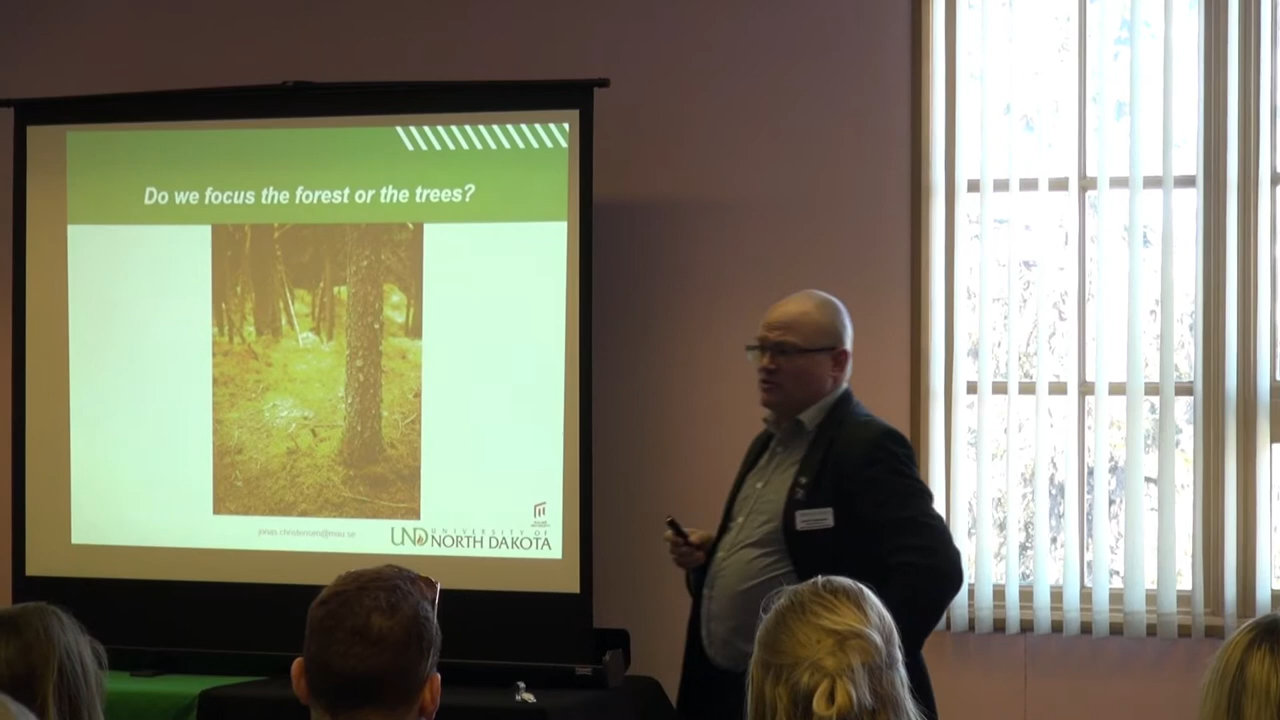 Do we focus the forest or the trees?
jonas.christensen@mau.se
UND
UNIVERSITY OF
NORTH DAKOTA